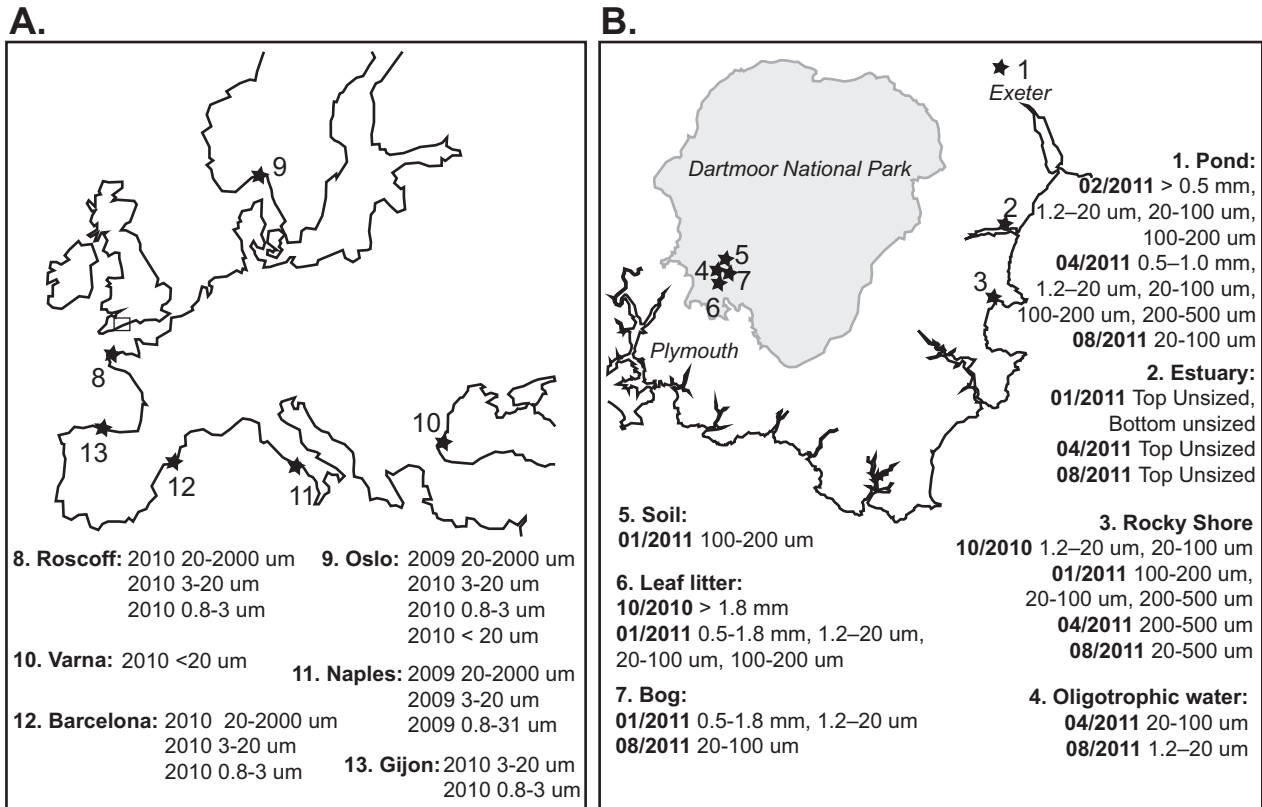 A.
9
8
13
12
11
10
8. Roscoff: 2010 20-2000 um
2010 3-20 um
2010 0.8-3 um
9. Oslo: 2009 20-2000 um
2010 3-20 um
2010 0.8-3 um
2010 < 20 um
10. Varna: 2010 <20 um
11. Naples: 2009 20-2000 um
2009 3-20 um
2009 0.8-31 um
12. Barcelona: 2010 20-2000 um
2010 3-20 um
2010 0.8-3 um
13. Gijon: 2010 3-20 um
2010 0.8-3 um
B.
1
Exeter
Dartmoor National Park
2
3
5
4
7
6
Plymouth
1. Pond:
02/2011 > 0.5 mm,
1.2–20 um, 20-100 um,
100-200 um
04/2011 0.5–1.0 mm,
1.2–20 um, 20-100 um,
100-200 um, 200-500 um
08/2011 20-100 um
2. Estuary:
01/2011 Top Unsized,
Bottom unsized
04/2011 Top Unsized
08/2011 Top Unsized
3. Rocky Shore
10/2010 1.2–20 um, 20-100 um
01/2011 100-200 um,
20-100 um, 200-500 um
04/2011 200-500 um
08/2011 20-500 um
4. Oligotrophic water:
04/2011 20-100 um
08/2011 1.2–20 um
5. Soil:
01/2011 100-200 um
6. Leaf litter:
10/2010 > 1.8 mm
01/2011 0.5-1.8 mm, 1.2–20 um,
20-100 um, 100-200 um
7. Bog:
01/2011 0.5-1.8 mm, 1.2–20 um
08/2011 20-100 um